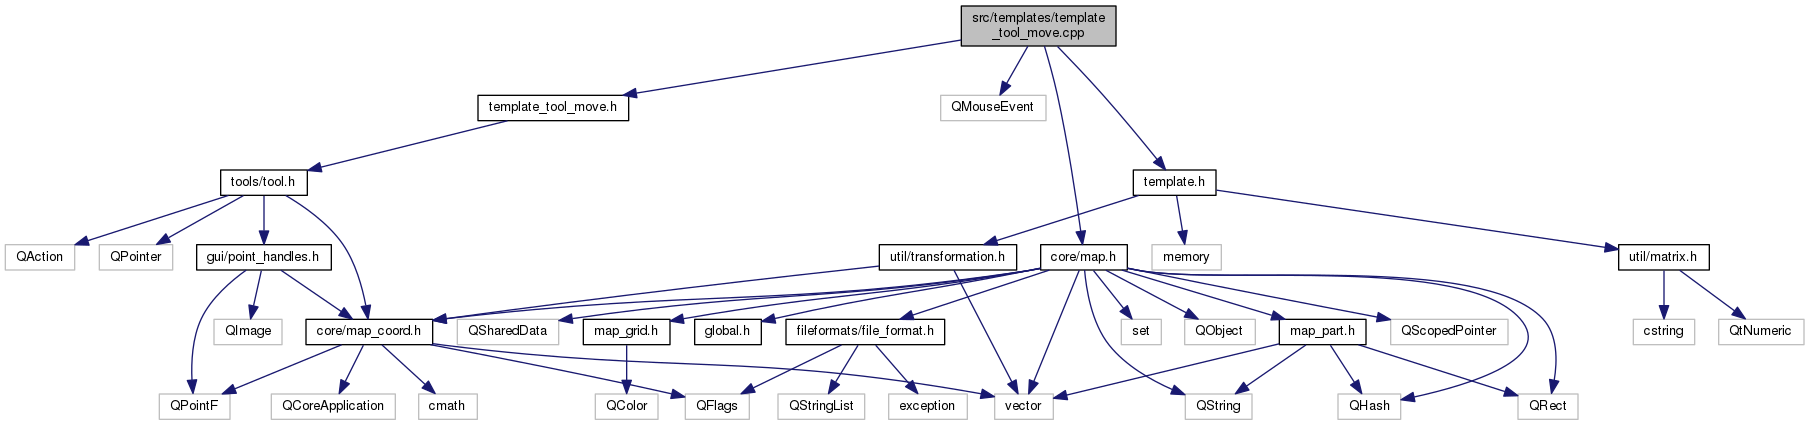 src/templates/template
_tool_move.cpp
template_tool_move.h
QMouseEvent
tools/tool.h
template.h
QAction
QPointer
gui/point_handles.h
util/transformation.h
core/map.h
memory
util/matrix.h
QImage
core/map_coord.h
QSharedData
map_grid.h
global.h
fileformats/file_format.h
set
QObject
map_part.h
QScopedPointer
cstring
QtNumeric
QPointF
QCoreApplication
cmath
QColor
QFlags
QStringList
exception
vector
QString
QHash
QRect